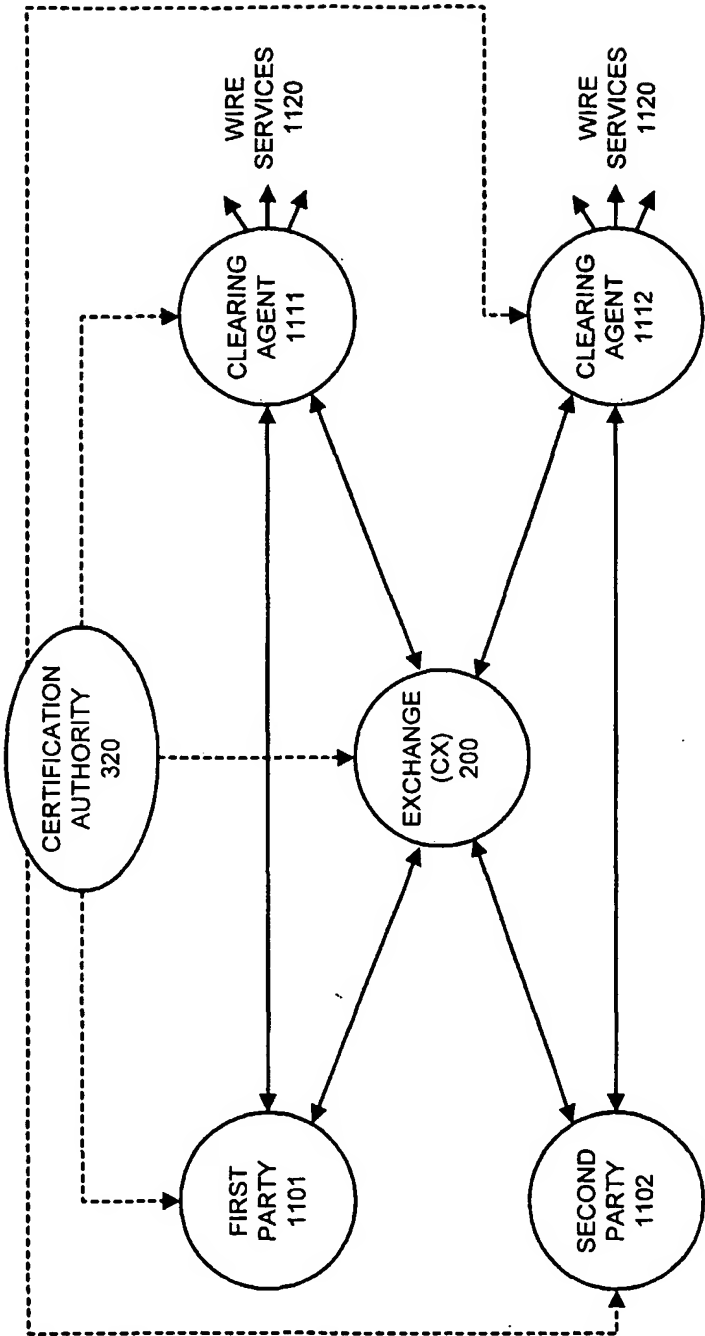 CERTIFICATION
AUTHORITY
320
FIRST
PARTY
1101
CLEARING
AGENT
1111
WIRE
SERVICES
1120
EXCHANGE
(CX)
200
SECOND
PARTY
1102
CLEARING
AGENT
1112
WIRE
SERVICES
1120